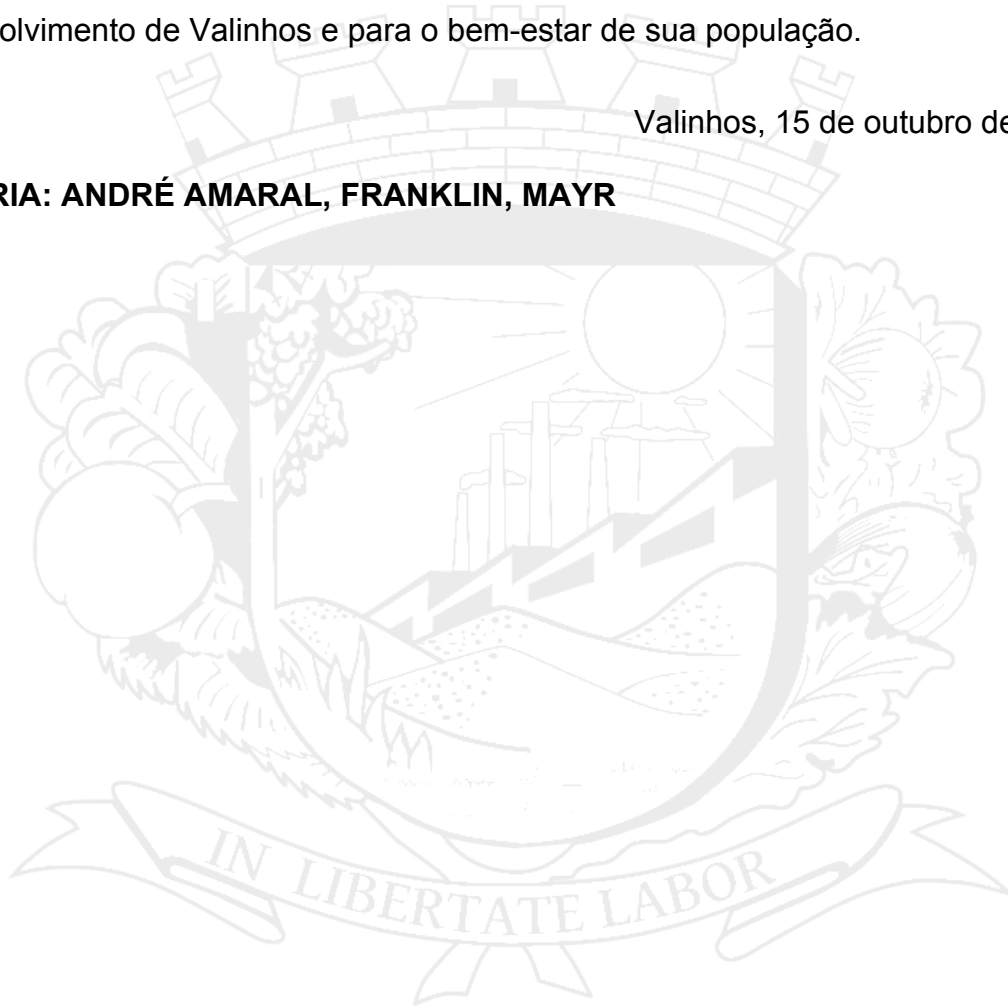 olvimento de Valinhos e para o bem-estar de sua população.
Valinhos, 15 de outubro de
RIA: ANDRÉ AMARAL, FRANKLIN, MAYR
IN LIBERTATE LABOR